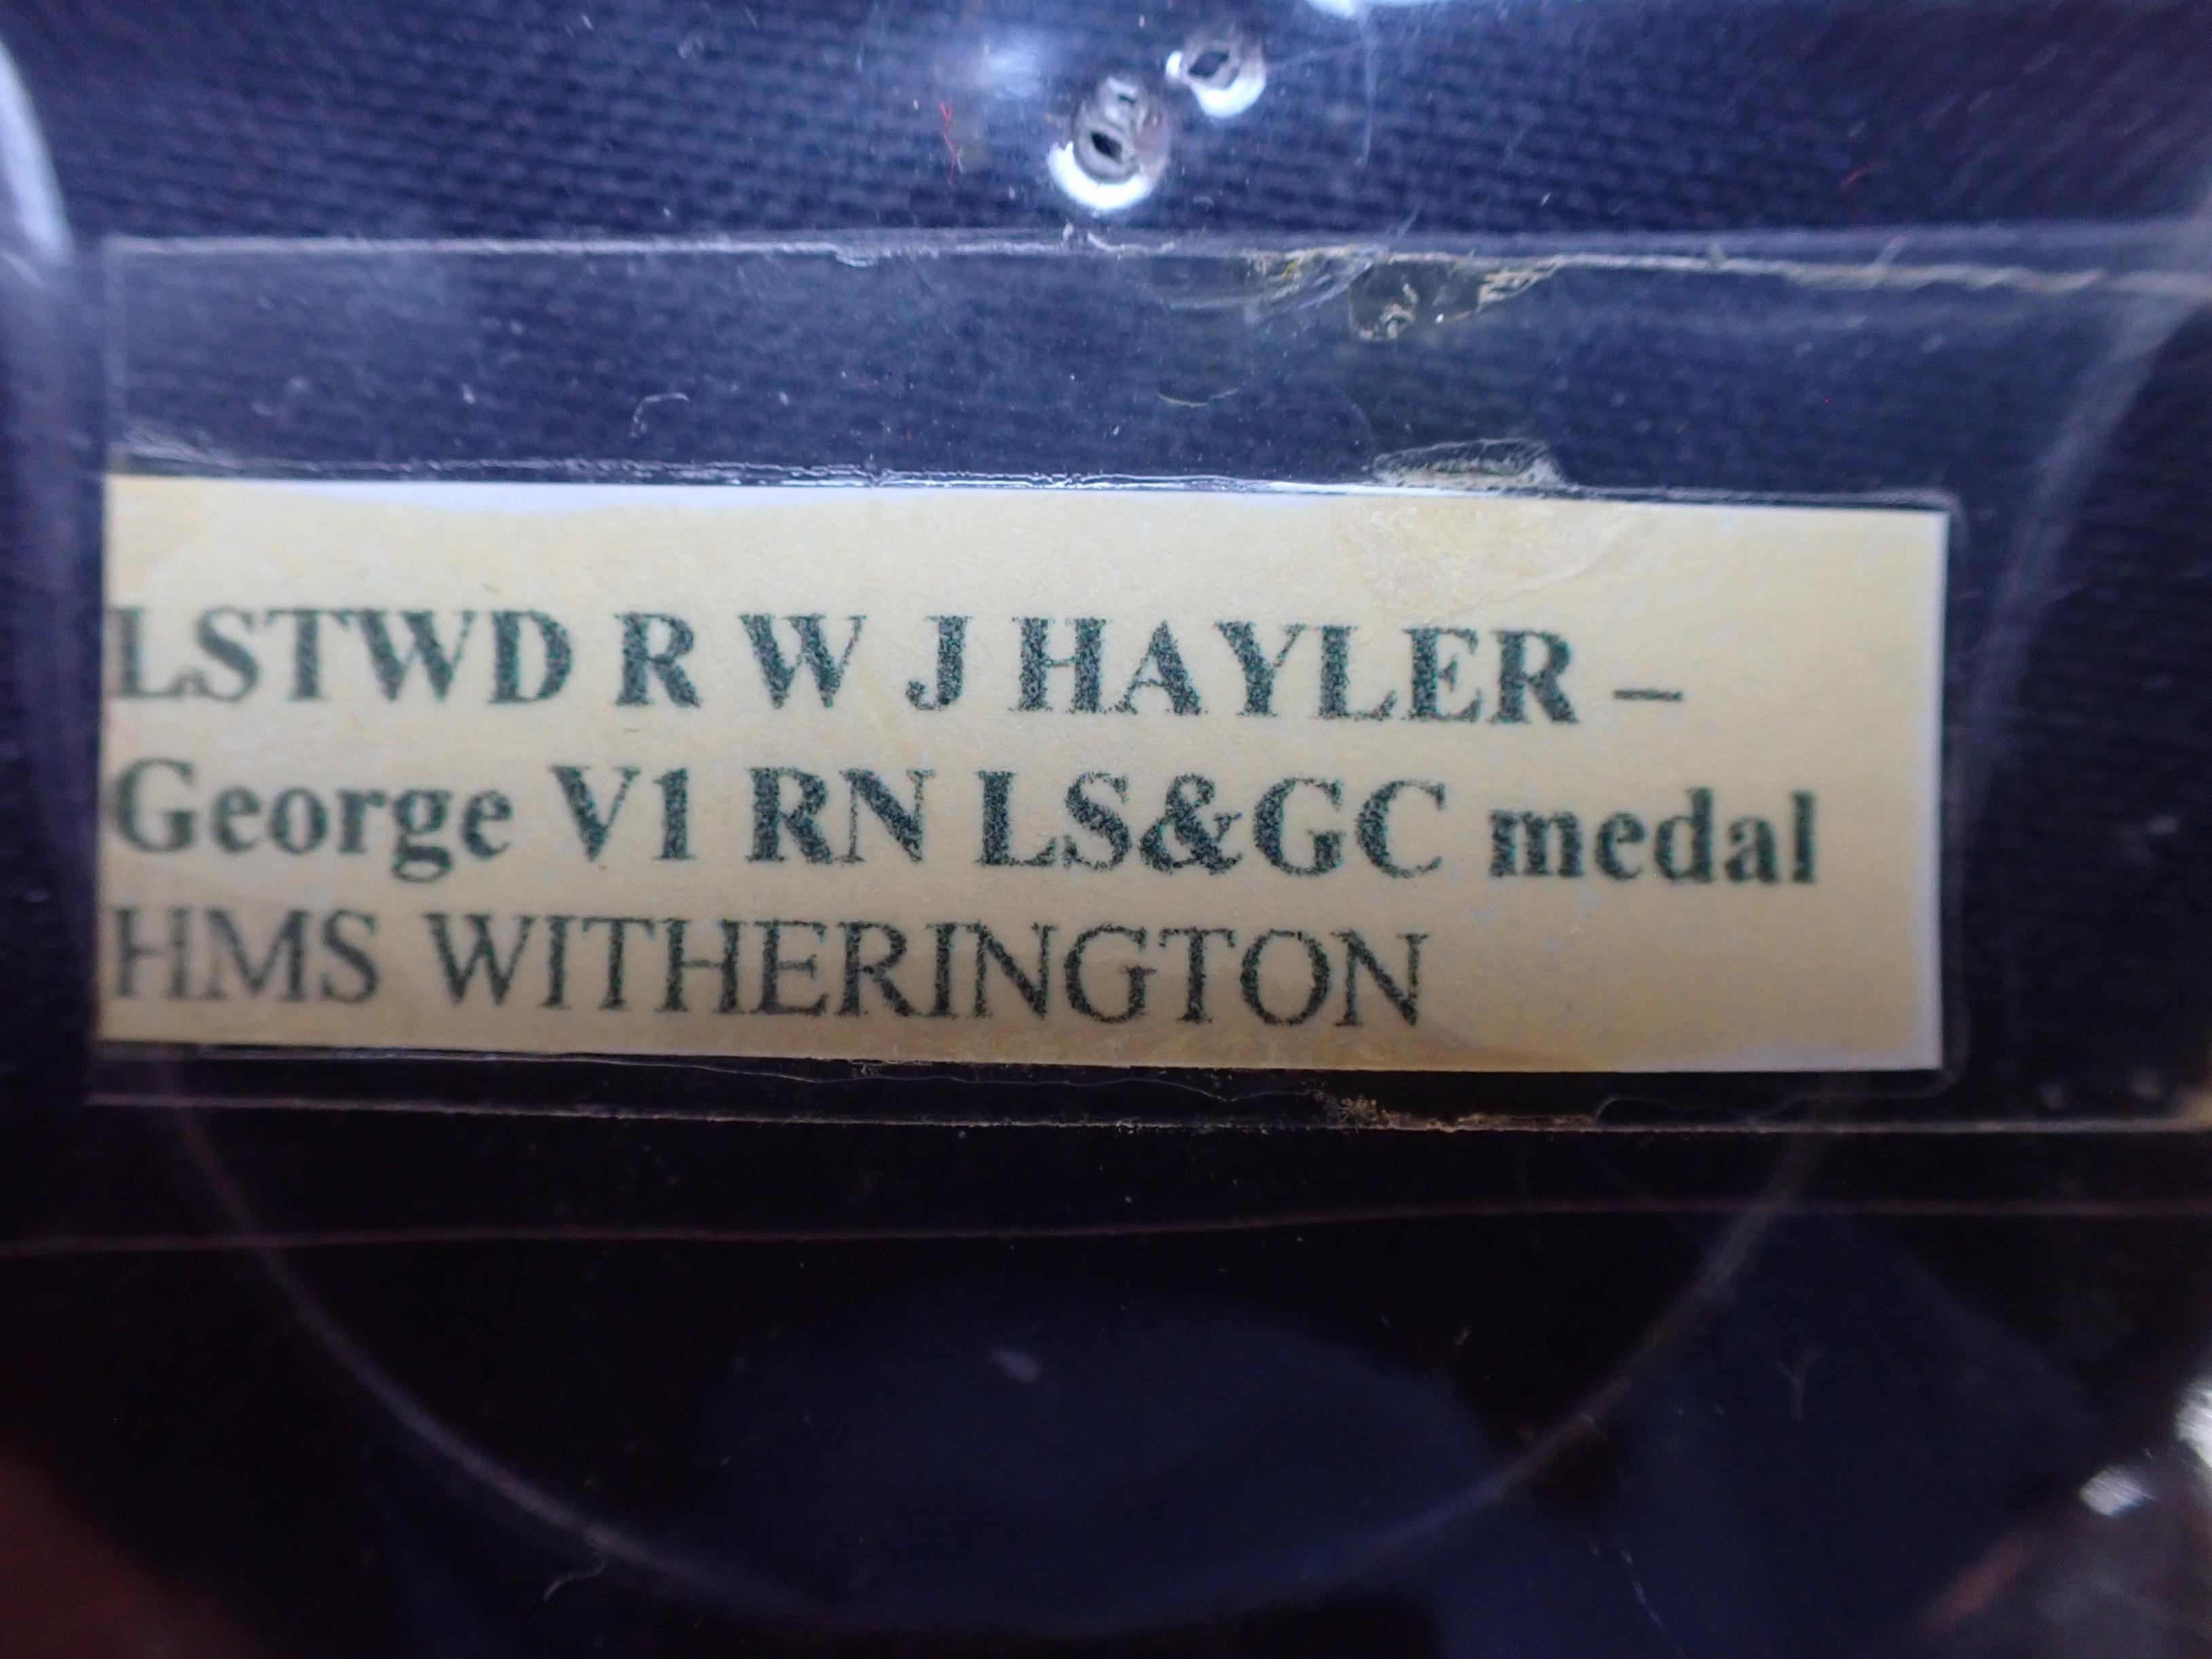 LSTWD R W J HAYLER –
George V1 RN LS&GC medal
HMS WITHERINGTON